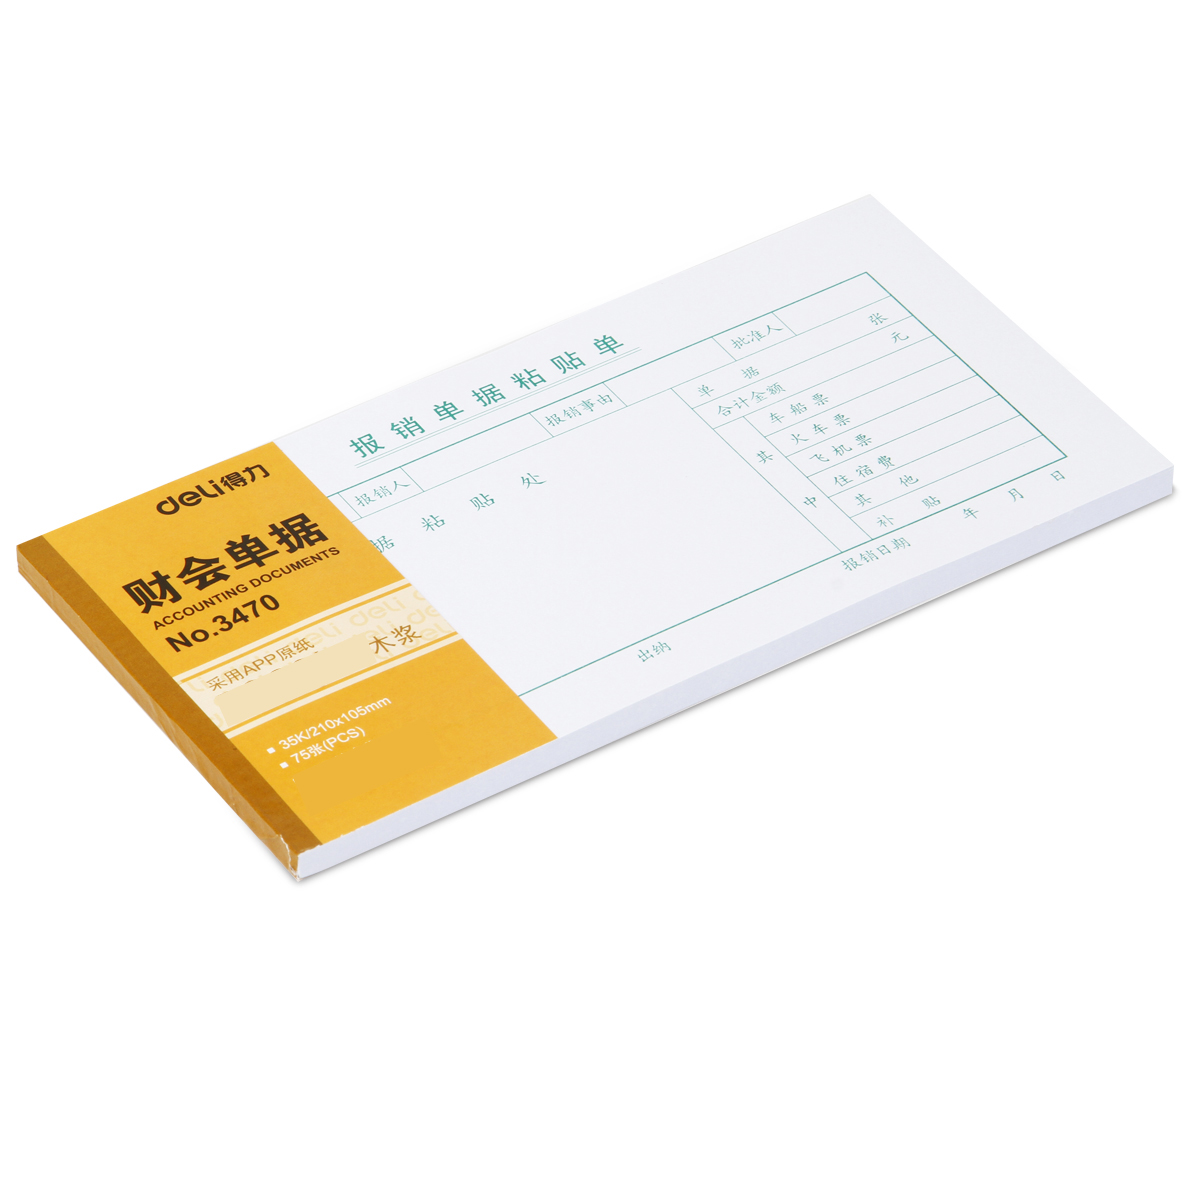 deli得力
财会单据
ACCOUNTING DOCUMENTS
No.3470
deli deli
采用APP原纸
木浆
35K/210x105mm
75张(PCS)
报销单据粘贴单
报销人
报销事由
批准人
据粘贴处
单据 张
合计金额 元
其中
车船票
火车票
飞机票
住宿费
其他
补贴
出纳
报销日期 年 月 日